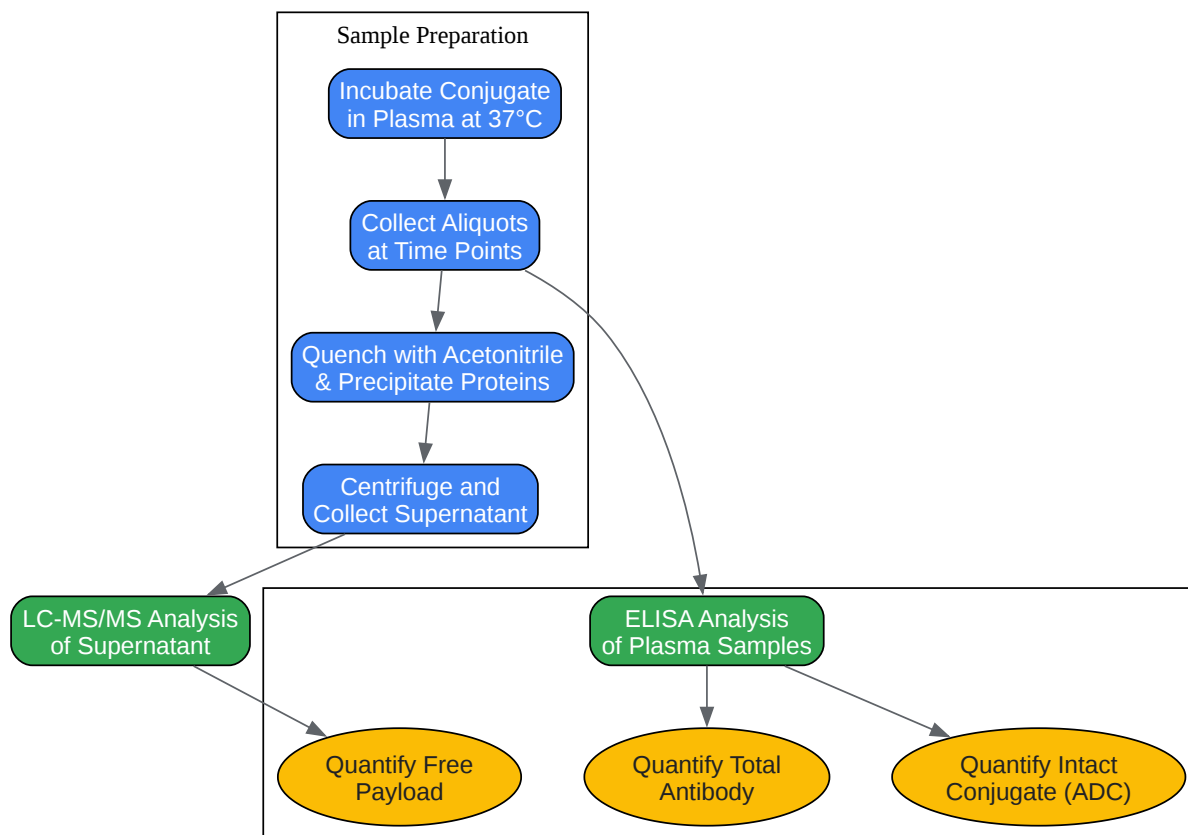 Sample Preparation
Incubate Conjugate
in Plasma at 37°C
Collect Aliquots
at Time Points
Quench with Acetonitrile
& Precipitate Proteins
Centrifuge and
Collect Supernatant
LC-MS/MS Analysis
of Supernatant
ELISA Analysis
of Plasma Samples
Quantify Free
Payload
Quantify Total
Antibody
Quantify Intact
Conjugate (ADC)